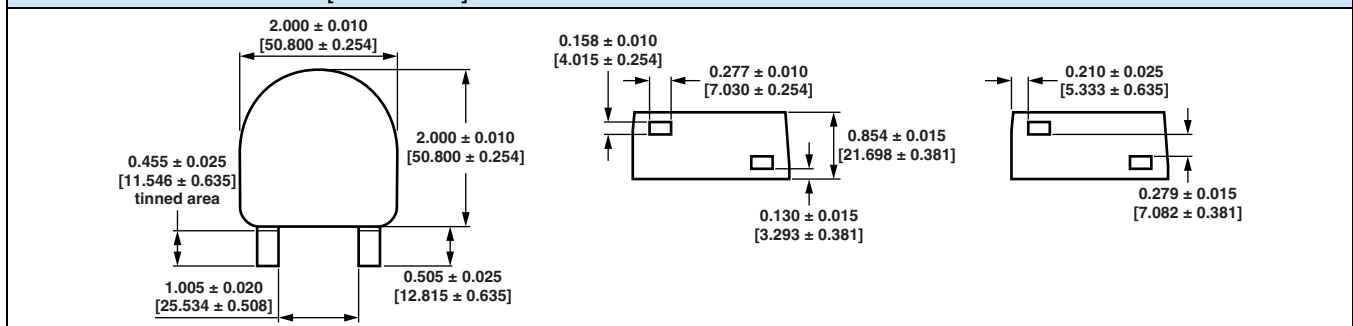 2.000 ± 0.010
[50.800 ± 0.254]
2.000 ± 0.010
[50.800 ± 0.254]
0.455 ± 0.025
[11.546 ± 0.635]
tinned area
1.005 ± 0.020
[25.534 ± 0.508]
0.505 ± 0.025
[12.815 ± 0.635]
0.158 ± 0.010
[4.015 ± 0.254]
0.277 ± 0.010
[7.030 ± 0.254]
0.854 ± 0.015
[21.698 ± 0.381]
0.130 ± 0.015
[3.293 ± 0.381]
0.210 ± 0.025
[5.333 ± 0.635]
0.279 ± 0.015
[7.082 ± 0.381]